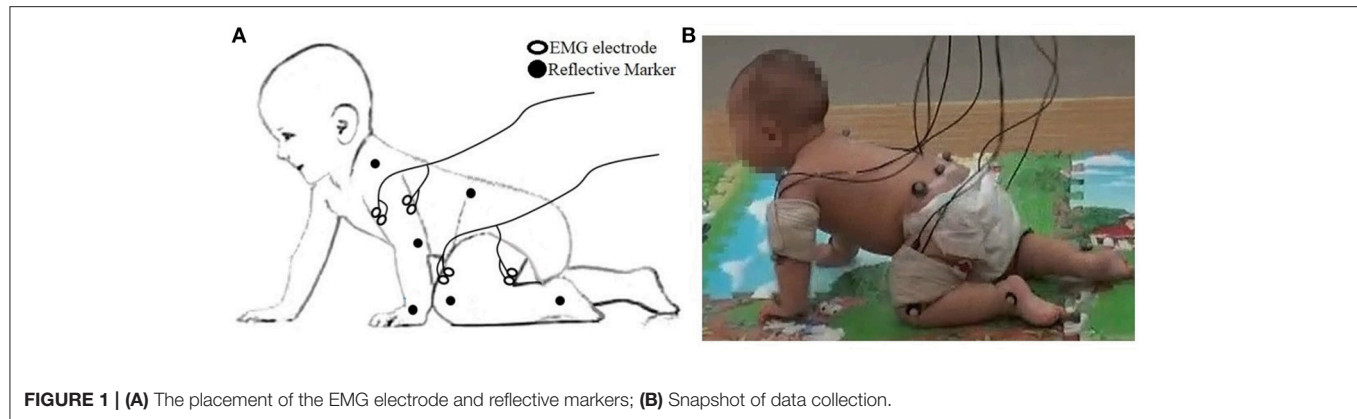 A
EMG electrode
Reflective Marker
B
FIGURE 1 | (A) The placement of the EMG electrode and reflective markers; (B) Snapshot of data collection.